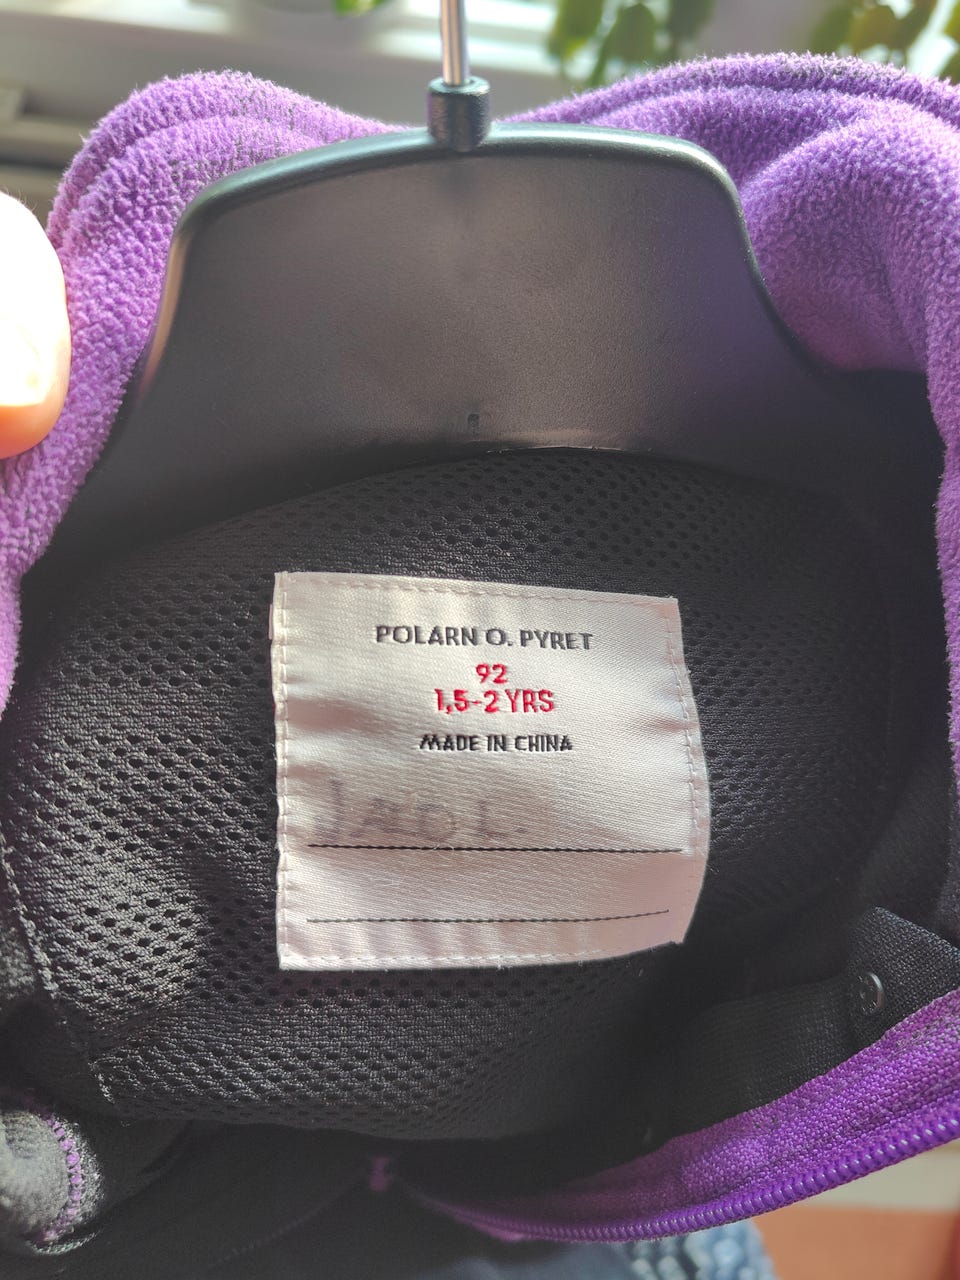 POLARN O. PYRET
92
1,5-2 YRS
MADE IN CHINA